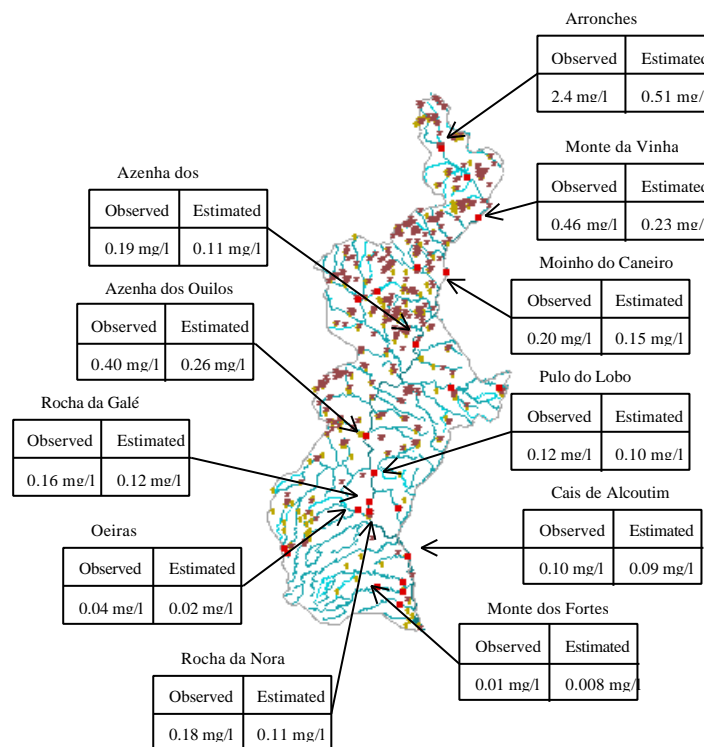 Arronches
Observed Estimated
2.4 mg/l 0.51 mg/
Monte da Vinha
Observed Estimated
0.46 mg/l 0.23 mg/
Azenha dos
Observed Estimated
0.19 mg/l 0.11 mg/l
Moinho do Caneiro
Observed Estimated
0.20 mg/l 0.15 mg/l
Azenha dos Ouilos
Observed Estimated
0.40 mg/l 0.26 mg/l
Pulo do Lobo
Observed Estimated
0.12 mg/l 0.10 mg/l
Rocha da Galé
Observed Estimated
0.16 mg/l 0.12 mg/l
Cais de Alcoutim
Observed Estimated
0.10 mg/l 0.09 mg/l
Oeiras
Observed Estimated
0.04 mg/l 0.02 mg/l
Monte dos Fortes
Observed Estimated
0.01 mg/l 0.008 mg/l
Rocha da Nora
Observed Estimated
0.18 mg/l 0.11 mg/l